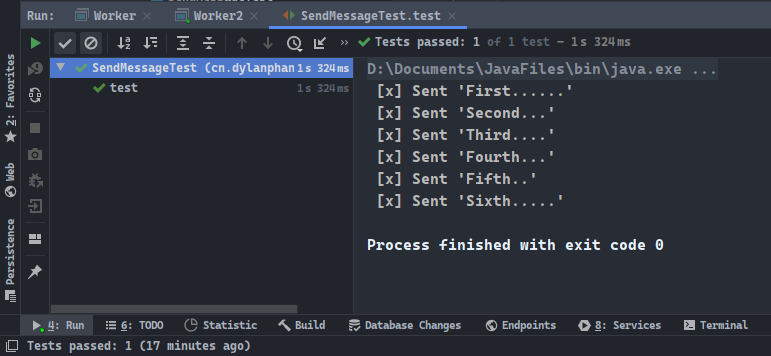 Run: Worker × Worker2 × SendMessageTest.test ×
» Tests passed: 1 of 1 test – 1 s 324 ms
SendMessageTest (cn.dylanphan 1 s 324 ms
test 1 s 324 ms
D:\Documents\JavaFiles\bin\java.exe ...
[x] Sent 'First......'
[x] Sent 'Second...'
[x] Sent 'Third....'
[x] Sent 'Fourth...'
[x] Sent 'Fifth..'
[x] Sent 'Sixth.....'
Process finished with exit code 0
2: Favorites
Web
Persistence
4: Run 6: TODO Statistic Build Database Changes Endpoints 8: Services Terminal
Tests passed: 1 (17 minutes ago)